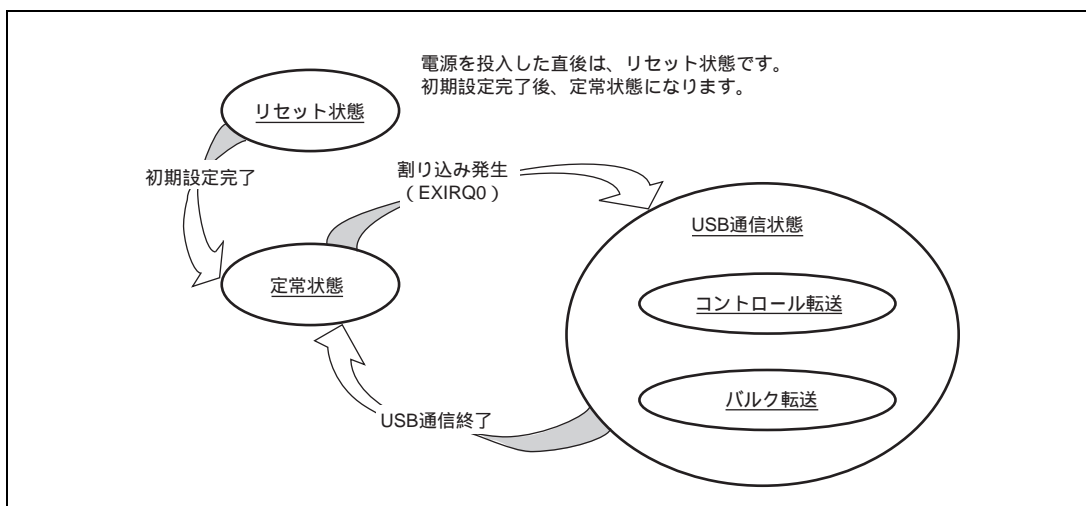 電源を投入した直後は、リセット状態です。
初期設定完了後、定常状態になります。
リセット状態
初期設定完了
割り込み発生
（EXIRQ0）
USB通信状態
定常状態
コントロール転送
バルク転送
USB通信終了